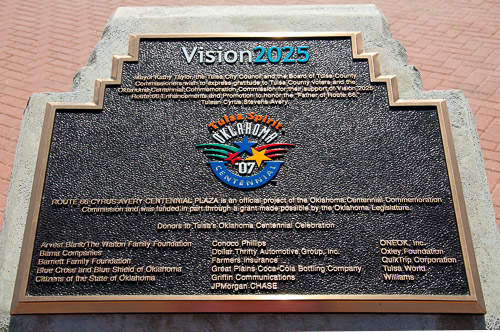 Vision2025
Mayor Kathy Taylor, the Tulsa City Council and the Board of Tulsa County
Commissioners wish to express gratitude to Tulsa County Voters and the
Oklahoma Centennial Commemoration Commission for their support of Vision 2025
Route 66 Enhancements and Promotion to honor the "Father of Route 66,"
Tulsan Cyrus Stevens Avery.
Tulsa Spirit
OKLAHOMA
'07
CENTENNIAL
ROUTE 66 CYRUS AVERY CENTENNIAL PLAZA is an official project of the Oklahoma Centennial Commemoration
Commission and was funded in part through a grant made possible by the Oklahoma Legislature.
Donors to Tulsa's Oklahoma Centennial Celebration
Arvest Bank/The Walton Family Foundation
Bama Companies
Barnett Family Foundation
Blue Cross and Blue Shield of Oklahoma
Citizens of the State of Oklahoma
Conoco Phillips
Dollar Thrifty Automotive Group, Inc.
Farmers Insurance
Great Plains Coca-Cola Bottling Company
Griffin Communications
JPMorgan CHASE
ONEOK, Inc.
Oxley Foundation
QuikTrip Corporation
Tulsa World
Williams